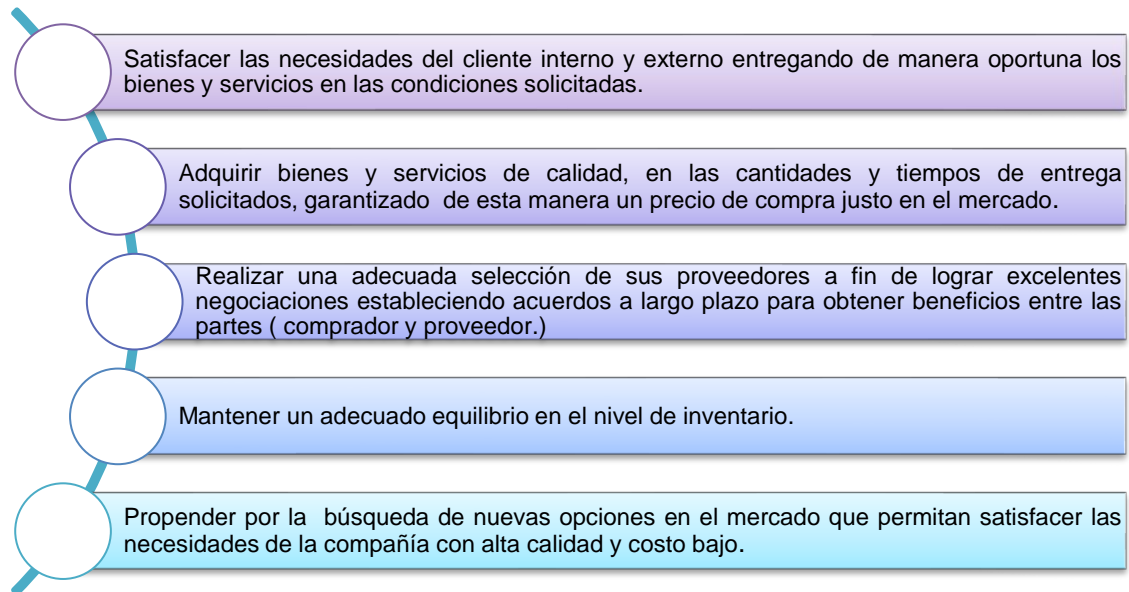 Satisfacer las necesidades del cliente interno y externo entregando de manera oportuna los
bienes y servicios en las condiciones solicitadas.
Adquirir bienes y servicios de calidad, en las cantidades y tiempos de entrega
solicitados, garantizado de esta manera un precio de compra justo en el mercado.
Realizar una adecuada selección de sus proveedores a fin de lograr excelentes
negociaciones estableciendo acuerdos a largo plazo para obtener beneficios entre las
partes ( comprador y proveedor.)
Mantener un adecuado equilibrio en el nivel de inventario.
Propender por la búsqueda de nuevas opciones en el mercado que permitan satisfacer las
necesidades de la compañía con alta calidad y costo bajo.